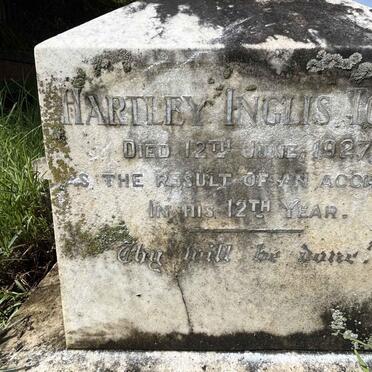 HARTLEY INGLIS
DIED 12TH JUNE, 1927
AS THE RESULT OF AN
IN HIS 12TH YEAR.
Thy will be done.